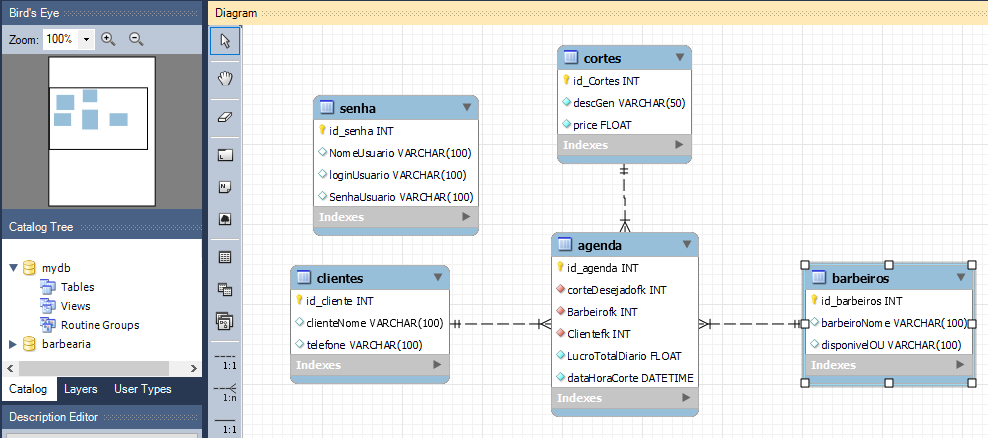 Bird's Eye
Zoom: 100%
Catalog Tree
mydb
Tables
Views
Routine Groups
barbearia
Catalog Layers User Types
Description Editor
Diagram
1:1
1:n
1:1
senha
id_senha INT
NomeUsuario VARCHAR(100)
loginUsuario VARCHAR(100)
SenhaUsuario VARCHAR(100)
Indexes
cortes
id_Cortes INT
descGen VARCHAR(50)
price FLOAT
Indexes
clientes
id_cliente INT
clienteNome VARCHAR(100)
telefone VARCHAR(100)
Indexes
agenda
id_agenda INT
corteDesejadofk INT
Barbeirofk INT
Clientefk INT
LucroTotalDiario FLOAT
dataHoraCorte DATETIME
Indexes
barbeiros
id_barbeiros INT
barbeiroNome VARCHAR(100)
disponivelOU VARCHAR(100)
Indexes